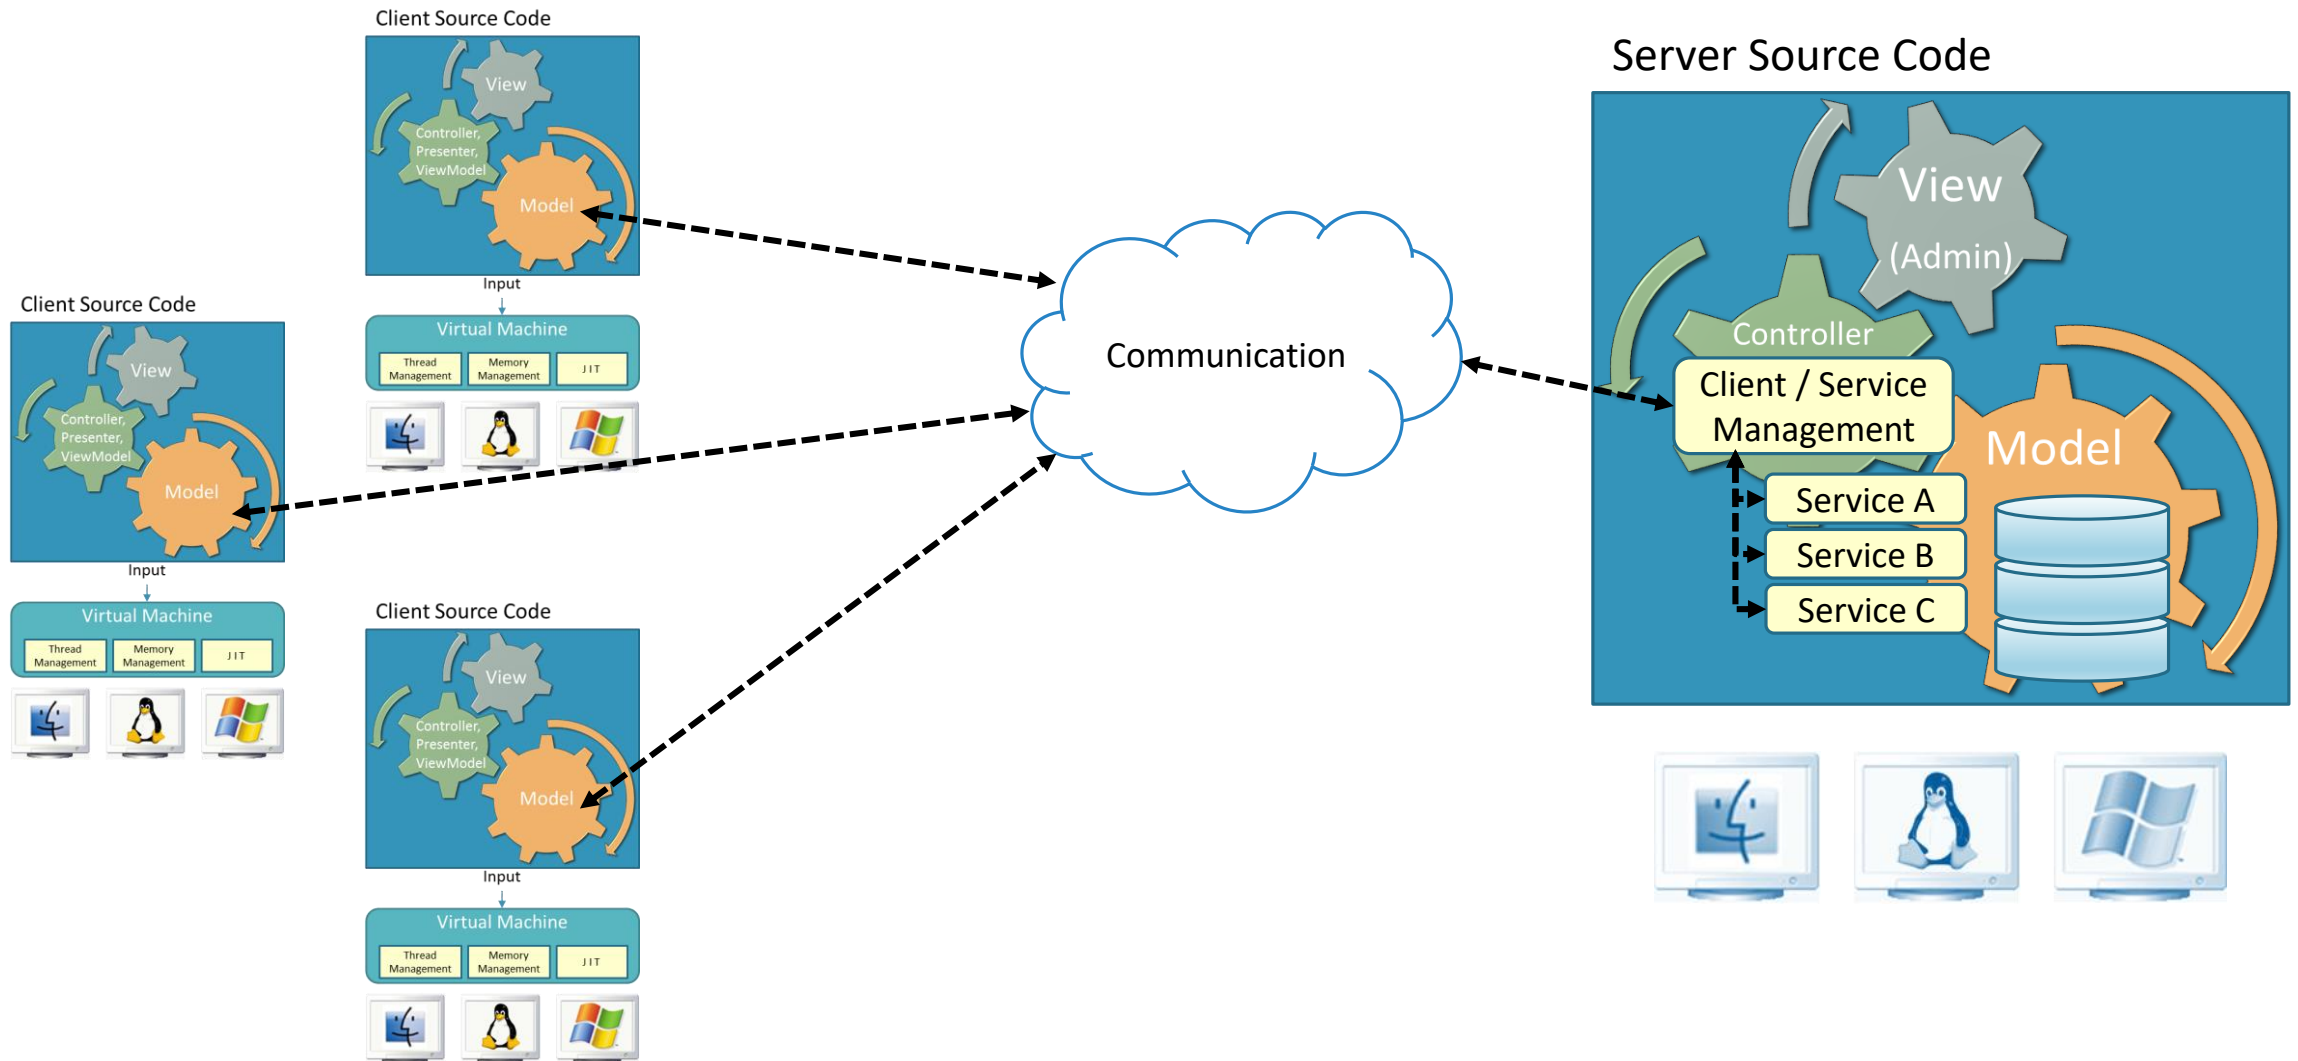 Client Source Code
View
Controller,
Presenter,
ViewModel
Model
Input
Virtual Machine
Thread
Management
Memory
Management
JIT
Client Source Code
View
Controller,
Presenter,
ViewModel
Model
Input
Virtual Machine
Thread
Management
Memory
Management
JIT
Client Source Code
View
Controller,
Presenter,
ViewModel
Model
Input
Virtual Machine
Thread
Management
Memory
Management
JIT
Communication
Server Source Code
View
(Admin)
Controller
Client / Service
Management
Model
Service A
Service B
Service C